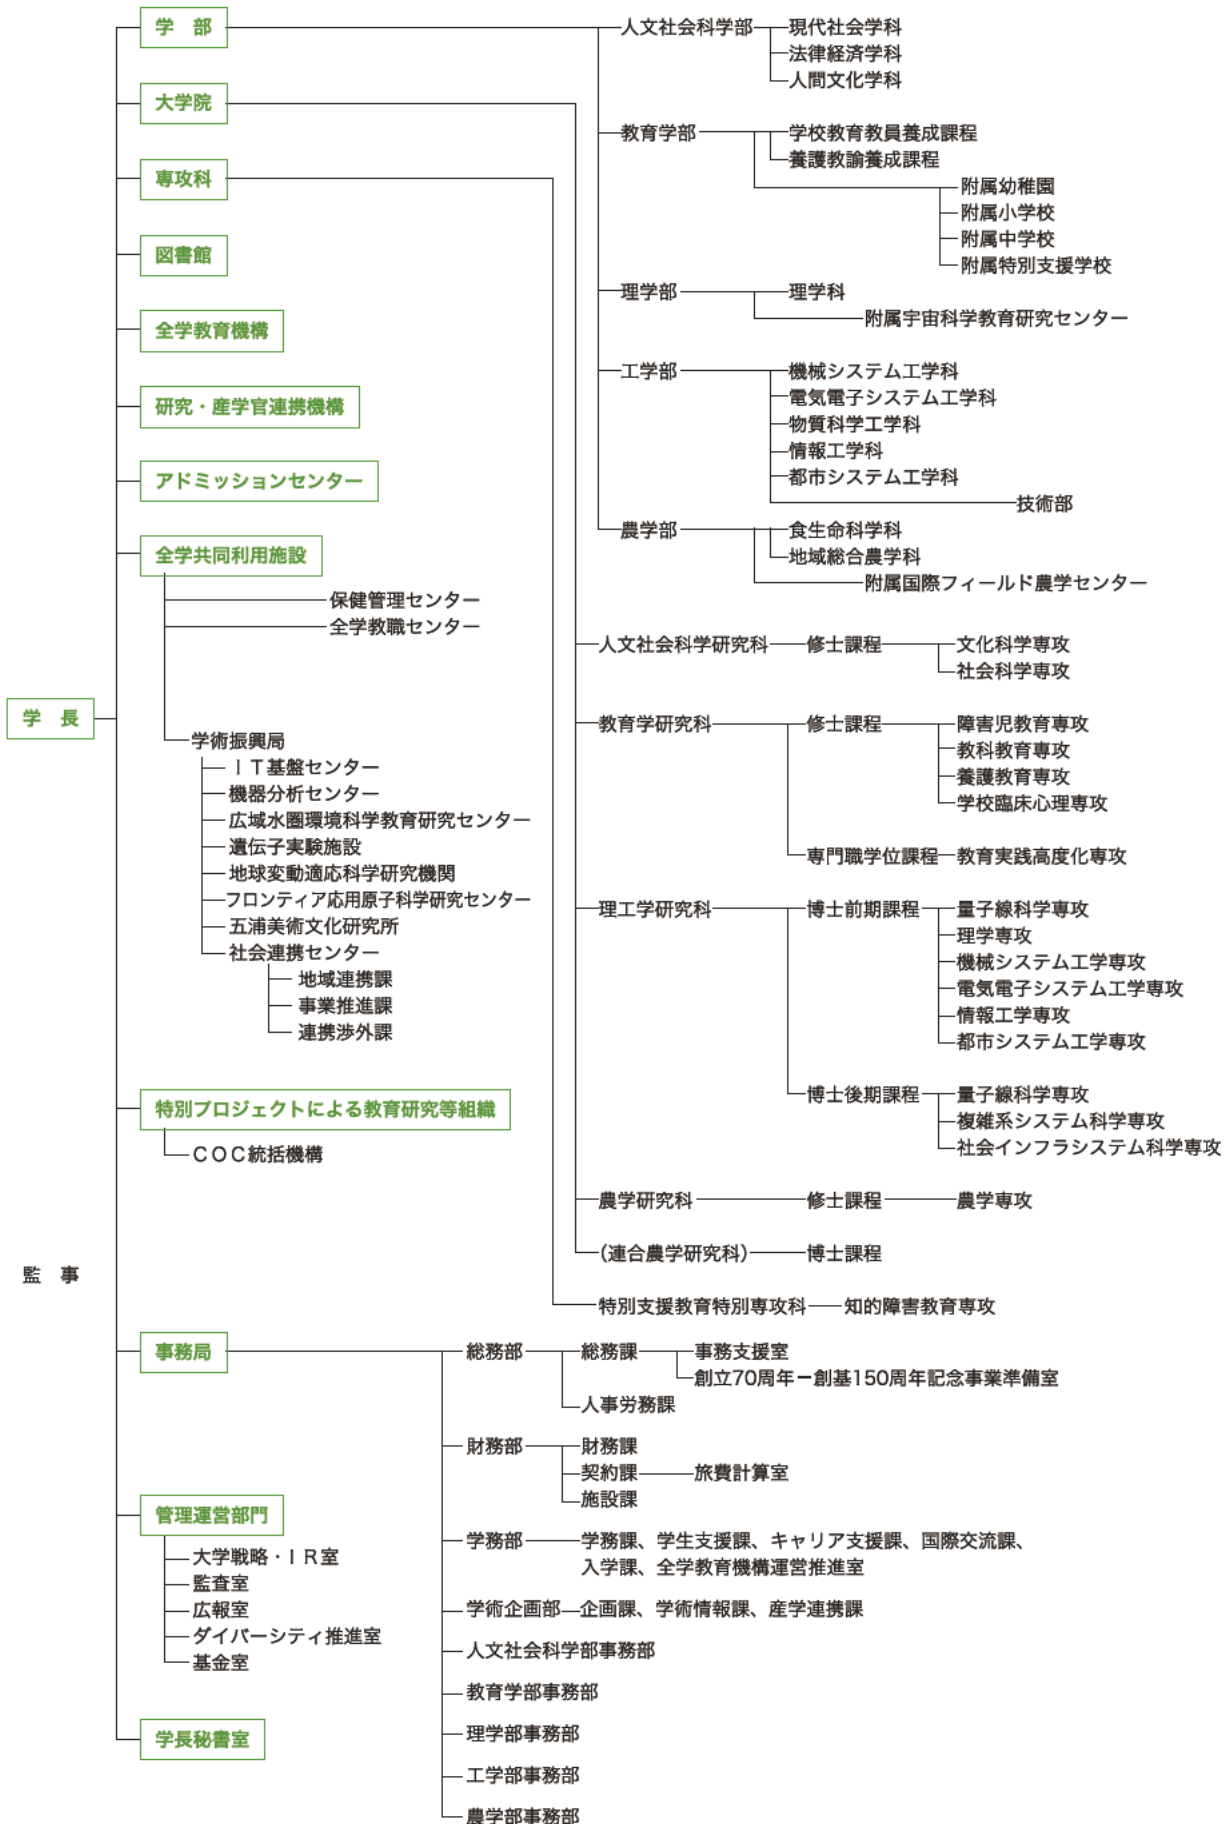 学　部
人文社会科学部
現代社会学科
法律経済学科
人間文化学科
大学院
教育学部
学校教育教員養成課程
養護教諭養成課程
専攻科
附属幼稚園
附属小学校
附属中学校
附属特別支援学校
図書館
理学部
理学科
附属宇宙科学教育研究センター
全学教育機構
工学部
機械システム工学科
電気電子システム工学科
物質科学工学科
情報工学科
都市システム工学科
技術部
研究・産学官連携機構
アドミッションセンター
農学部
食生命科学科
地域総合農学科
附属国際フィールド農学センター
全学共同利用施設
保健管理センター
全学教職センター
人文社会科学研究科
修士課程
文化科学専攻
社会科学専攻
学　長
教育学研究科
修士課程
障害児教育専攻
教科教育専攻
養護教育専攻
学校臨床心理専攻
専門職学位課程
教育実践高度化専攻
学術振興局
ＩＴ基盤センター
機器分析センター
広域水圏環境科学教育研究センター
遺伝子実験施設
地球変動適応科学研究機関
フロンティア応用原子科学研究センター
五浦美術文化研究所
社会連携センター
地域連携課
事業推進課
連携渉外課
理工学研究科
博士前期課程
量子線科学専攻
理学専攻
機械システム工学専攻
電気電子システム工学専攻
情報工学専攻
都市システム工学専攻
博士後期課程
量子線科学専攻
複雑系システム科学専攻
社会インフラシステム科学専攻
特別プロジェクトによる教育研究等組織
ＣＯＣ統括機構
農学研究科
修士課程
農学専攻
(連合農学研究科)
博士課程
監　事
特別支援教育特別専攻科
知的障害教育専攻
事務局
総務部
総務課
事務支援室
創立70周年－創基150周年記念事業準備室
人事労務課
財務部
財務課
契約課
旅費計算室
施設課
管理運営部門
大学戦略・ＩＲ室
監査室
広報室
ダイバーシティ推進室
基金室
学務部
学務課、学生支援課、キャリア支援課、国際交流課、
入学課、全学教育機構運営推進室
学術企画部
企画課、学術情報課、産学連携課
人文社会科学部事務部
教育学部事務部
理学部事務部
工学部事務部
農学部事務部
学長秘書室